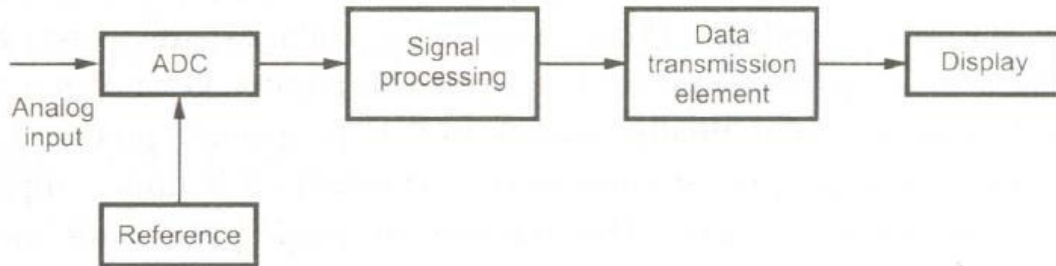 Analog
input
ADC
Reference
Signal
processing
Data
transmission
element
Display